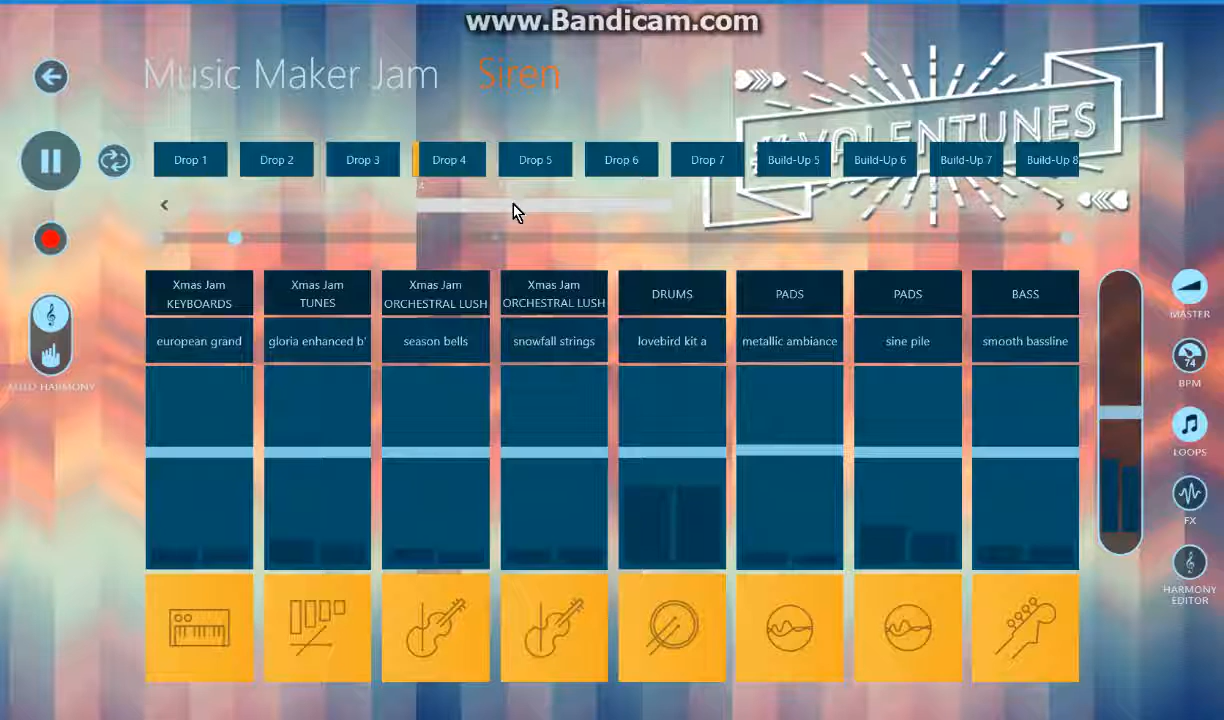 www.Bandicam.com
Music Maker Jam Siren
VALENTUNES
Drop 1 Drop 2 Drop 3 Drop 4 Drop 5 Drop 6 Drop 7 Build-Up 5 Build-Up 6 Build-Up 7 Build-Up 8
Xmas Jam Xmas Jam Xmas Jam Xmas Jam
KEYBOARDS TUNES ORCHESTRAL LUSH ORCHESTRAL LUSH DRUMS PADS PADS BASS
european grand gloria enhanced b' season bells snowfall strings lovebird kit a metallic ambiance sine pile smooth bassline
MASTER
74
BPM
LOOPS
FX
HARMONY
EDITOR